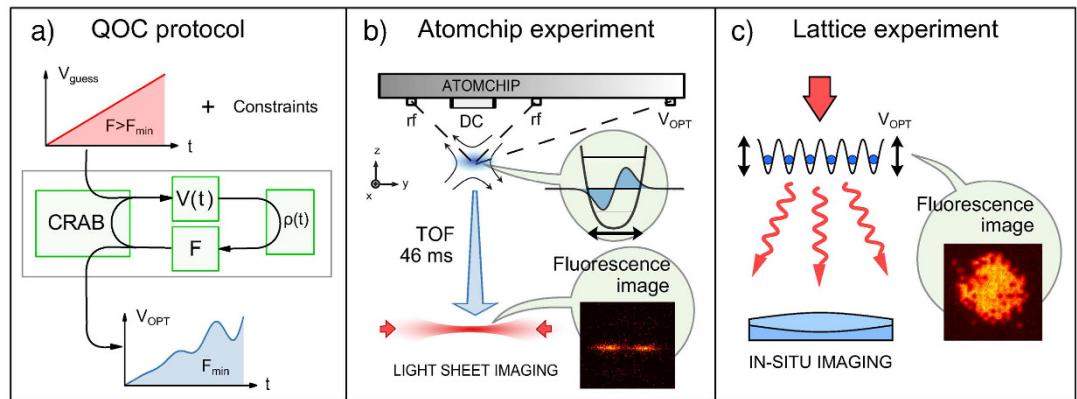 a) QOC protocol
V_guess
F>F_min
t
+ Constraints
CRAB
V(t)
F
ρ(t)
V_OPT
F_min
t
b) Atomchip experiment
ATOMCHIP
rf
DC
rf
V_OPT
z
y
x
TOF
46 ms
Fluorescence
image
LIGHT SHEET IMAGING
c) Lattice experiment
V_OPT
Fluorescence
image
IN-SITU IMAGING